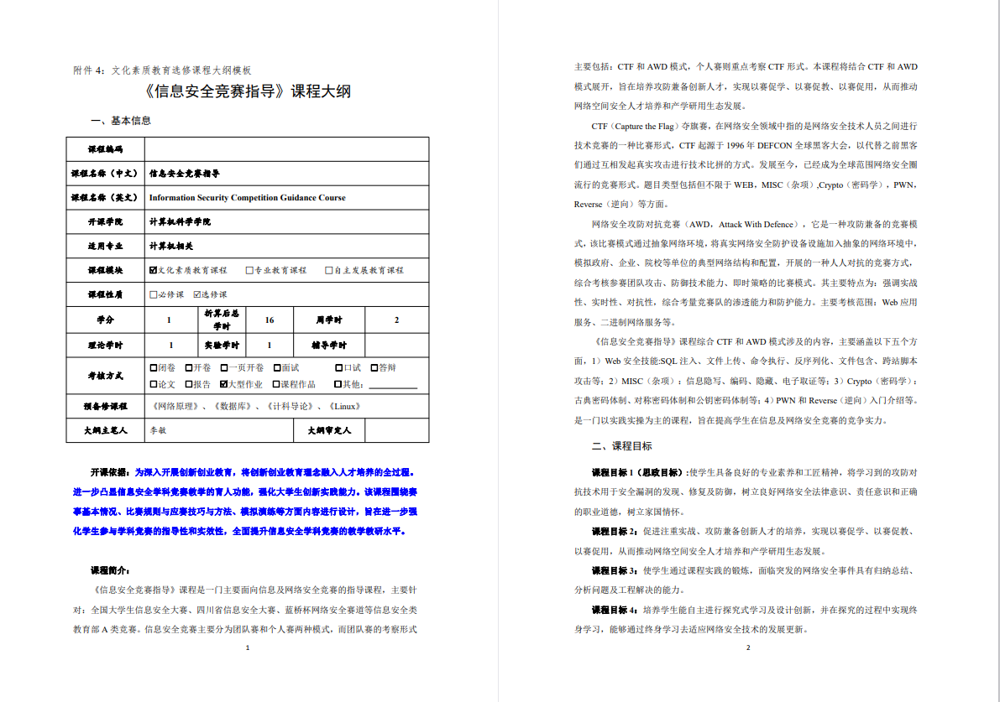 附件 4：文化素质教育选修课程大纲模板
《信息安全竞赛指导》课程大纲
一、基本信息
课程编码
课程名称（中文） 信息安全竞赛指导
课程名称（英文） Information Security Competition Guidance Course
开课学院 计算机科学学院
适用专业 计算机相关
课程模块 ☑文化素质教育课程 □专业教育课程 □自主发展教育课程
课程性质 □必修课 ☑选修课
学分 1 折算后总学时 16 周学时 2
理论学时 1 实验学时 1 辅导学时
考核方式 □闭卷 □开卷 □一页开卷 □面试 □口试 □答辩
□论文 □报告 ☑大型作业 □课程作品 □其他：
预备修课程 《网络原理》、《数据库》、《计科导论》、《Linux》
大纲主笔人 李敏 大纲审定人
开课依据：为深入开展创新创业教育，将创新创业教育理念融入人才培养的全过程。
进一步凸显信息安全学科竞赛教学的育人功能，强化大学生创新实践能力。该课程围绕赛
事基本情况、比赛规则与应赛技巧与方法、模拟演练等方面内容进行设计，旨在进一步强
化学生参与学科竞赛的指导性和实效性，全面提升信息安全学科竞赛的教学教研水平。
课程简介：
《信息安全竞赛指导》课程是一门主要面向信息及网络安全竞赛的指导课程，主要针
对：全国大学生信息安全大赛、四川省信息安全大赛、蓝桥杯网络安全赛道等信息安全类
教育部 A 类竞赛。信息安全竞赛主要分为团队赛和个人赛两种模式，而团队赛的考察形式
1
主要包括：CTF 和 AWD 模式，个人赛则重点考察 CTF 形式。本课程将结合 CTF 和 AWD
模式展开，旨在培养攻防兼备创新人才，实现以赛促学、以赛促教、以赛促用，从而推动
网络空间安全人才培养和产学研用生态发展。
CTF（Capture the Flag）夺旗赛，在网络安全领域中指的是网络安全技术人员之间进行
技术竞赛的一种比赛形式，CTF 起源于 1996 年 DEFCON 全球黑客大会，以代替之前黑客
们通过互相发起真实攻击进行技术比拼的方式。发展至今，已经成为全球范围网络安全圈
流行的竞赛形式。题目类型包括但不限于 WEB，MISC（杂项）,Crypto（密码学），PWN，
Reverse（逆向）等方面。
网络安全攻防对抗竞赛（AWD，Attack With Defence），它是一种攻防兼备的竞赛模
式，该比赛模式通过抽象网络环境，将真实网络安全防护设备设施加入抽象的网络环境中，
模拟政府、企业、院校等单位的典型网络结构和配置，开展的一种人人对抗的竞赛方式，
综合考核参赛团队攻击、防御技术能力、即时策略的比赛模式。其主要特点为：强调实战
性、实时性、对抗性，综合考量竞赛队的渗透能力和防护能力。主要考核范围：Web 应用
服务、二进制网络服务等。
《信息安全竞赛指导》课程综合 CTF 和 AWD 模式涉及的内容，主要涵盖以下五个方
面，1）Web 安全技能:SQL 注入、文件上传、命令执行、反序列化、文件包含、跨站脚本
攻击等；2）MISC（杂项）：信息隐写、编码、隐藏、电子取证等；3）Crypto（密码学）：
古典密码体制、对称密码体制和公钥密码体制等；4）PWN 和 Reverse（逆向）入门介绍等。
是一门以实践实操为主的课程，旨在提高学生在信息及网络安全竞赛的竞争实力。
二、课程目标
课程目标 1（思政目标）:使学生具备良好的专业素养和工匠精神，将学习到的攻防对
抗技术用于安全漏洞的发现、修复及防御，树立良好网络安全法律意识、责任意识和正确
的职业道德，树立家国情怀。
课程目标 2：促进注重实战、攻防兼备创新人才的培养，实现以赛促学、以赛促教、
以赛促用，从而推动网络空间安全人才培养和产学研用生态发展。
课程目标 3：使学生通过课程实践的锻炼，面临突发的网络安全事件具有归纳总结、
分析问题及工程解决的能力。
课程目标 4：培养学生能自主进行探究式学习及设计创新，并在探究的过程中实现终
身学习，能够通过终身学习去适应网络安全技术的发展更新。
2